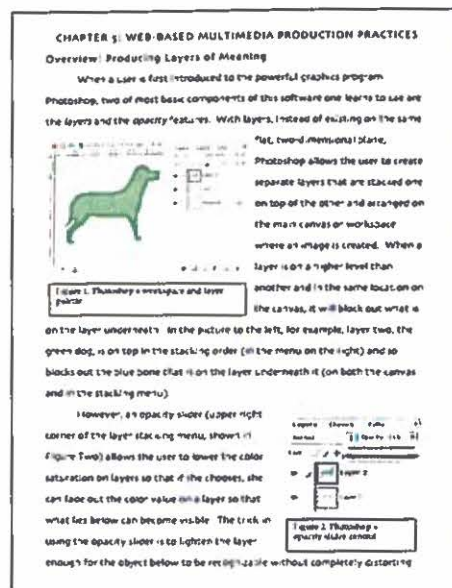 CHAPTER 5: WEB-BASED MULTIMEDIA PRODUCTION PRACTICES
Overview: Producing Layers of Meaning
When a user is first introduced to the powerful graphics program
Photoshop, two of most basic components of this software one learns to use are
the layers and the opacity features. With layers, instead of existing on the same
flat, two-dimensional plane,
Photoshop allows the user to create
separate layers that are stacked one
on top of the other and arranged on
the main canvas or workspace
where an image is created. When a
layer is on a higher level than
another and in the same location on
the canvas, it will block out what is
Figure 1. Photoshop's workspace and layer
palette
on the layer underneath. In the picture to the left, for example, layer two, the
green dog, is on top in the stacking order (in the menu on the right) and so
blocks out the blue bone that is on the layer underneath it (on both the canvas
and in the stacking menu).
However, an opacity slider (upper right
corner of the layer stacking menu, shown in
Figure Two) allows the user to lower the color
saturation on layers so that if she chooses, she
can fade out the color value on a layer so that
what lies below can become visible. The trick in
using the opacity slider is to lighten the layer
Layer 2
Figure 2. Photoshop's
opacity slider control
enough for the object below to be recognizable without completely distorting